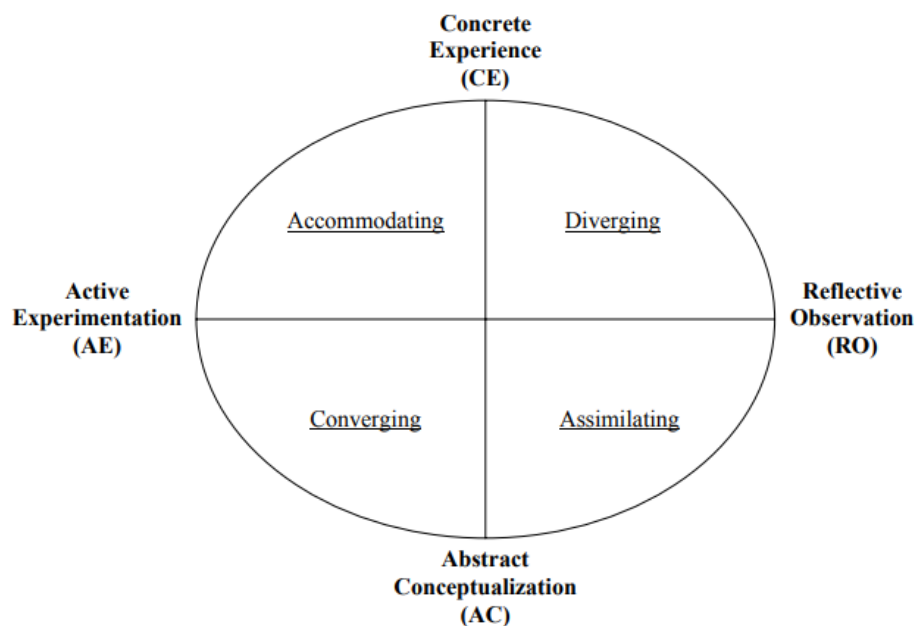 Concrete
Experience
(CE)
Accommodating
Diverging
Active
Experimentation
(AE)
Reflective
Observation
(RO)
Converging
Assimilating
Abstract
Conceptualization
(AC)